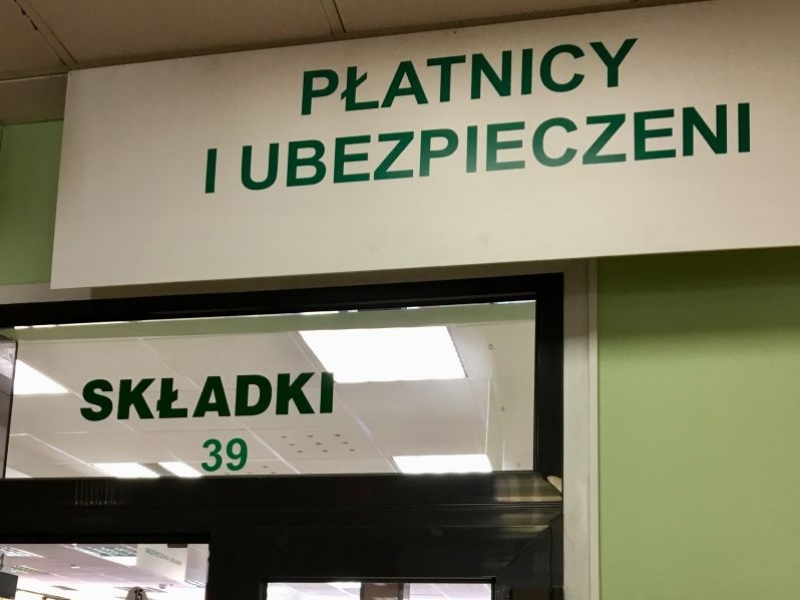 PŁATNICY
I UBEZPIECZENI
SKŁADKI
39